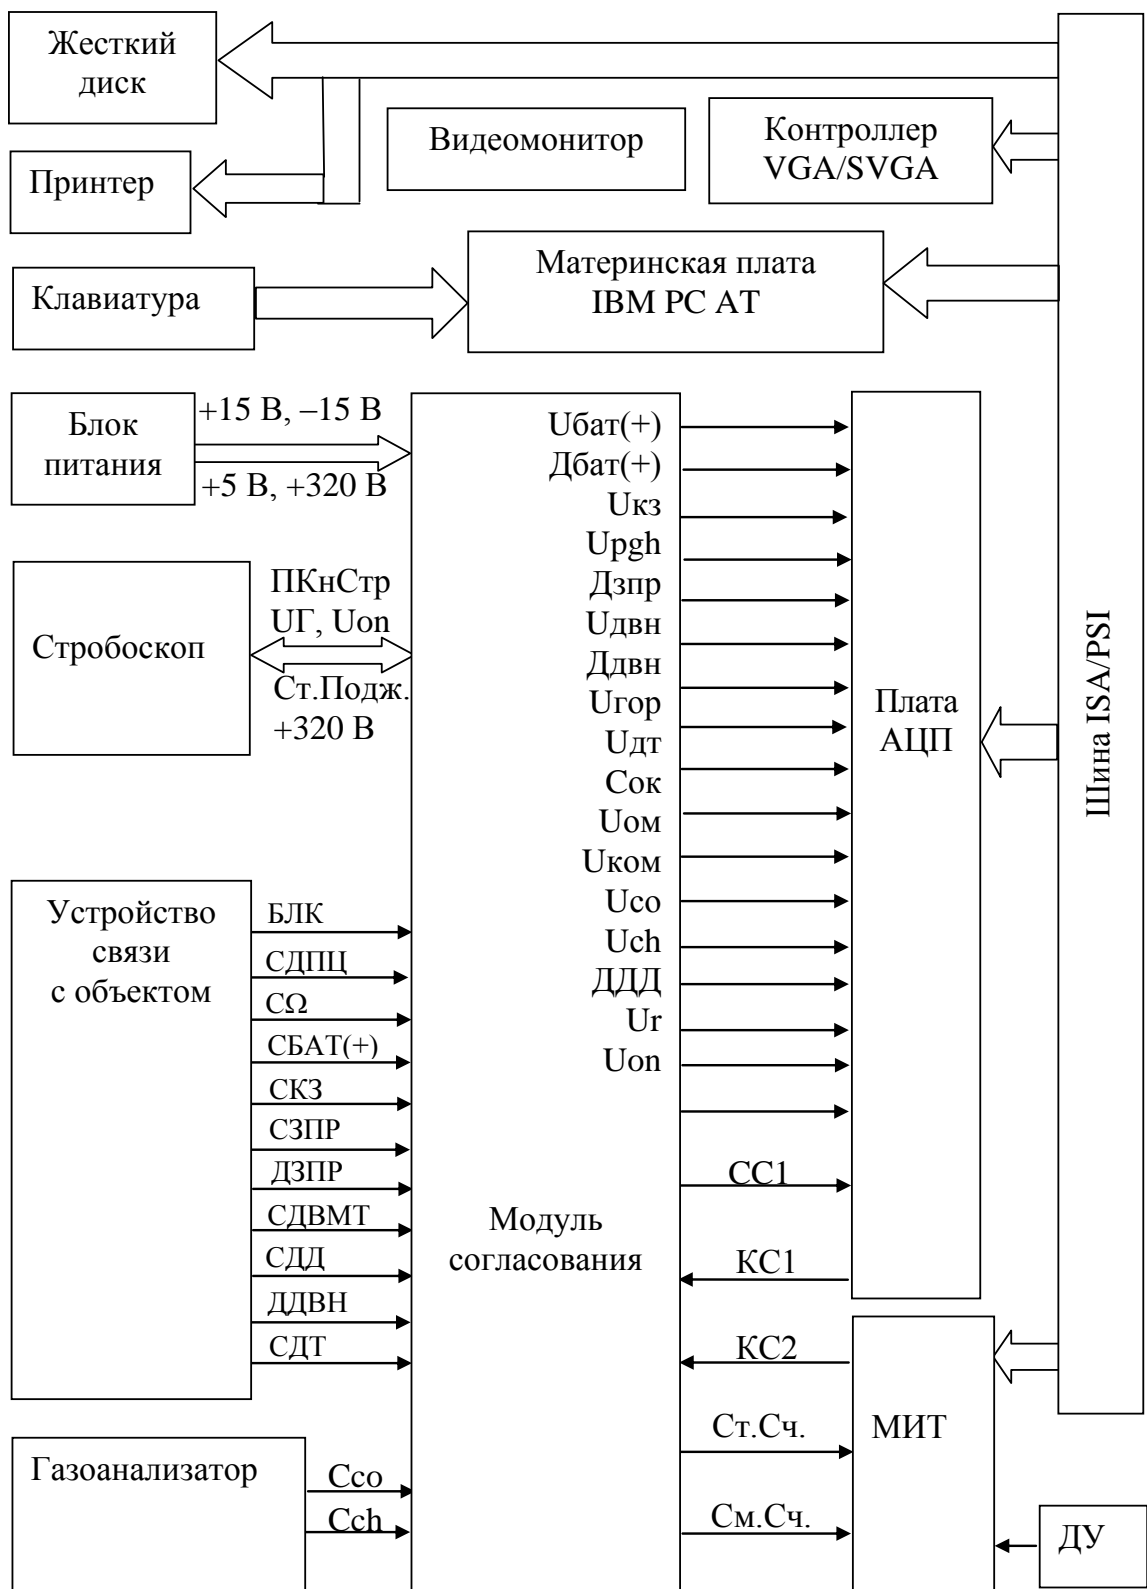 Жесткий
диск
Видеомонитор
Контроллер
VGA/SVGA
Принтер
Клавиатура
Материнская плата
IBM PC AT
Шина ISA/PSI
Блок
питания
+15 В, –15 В
+5 В, +320 В
Стробоскоп
ПКнСтр
UГ, Uon
Ст.Подж.
+320 В
Устройство
связи
с объектом
БЛК
СДПЦ
СΩ
СБАТ(+)
СКЗ
СЗПР
ДЗПР
СДВМТ
СДД
ДДВН
СДТ
Газоанализатор
Ссо
Cch
Модуль
согласования
Uбат(+)
Дбат(+)
Uкз
Upgh
Дзпр
Uдвн
Ддвн
Uгор
Uдт
Сок
Uом
Uком
Uco
Uch
ДДД
Ur
Uon
СС1
КС1
КС2
Ст.Сч.
См.Сч.
Плата
АЦП
МИТ
ДУ